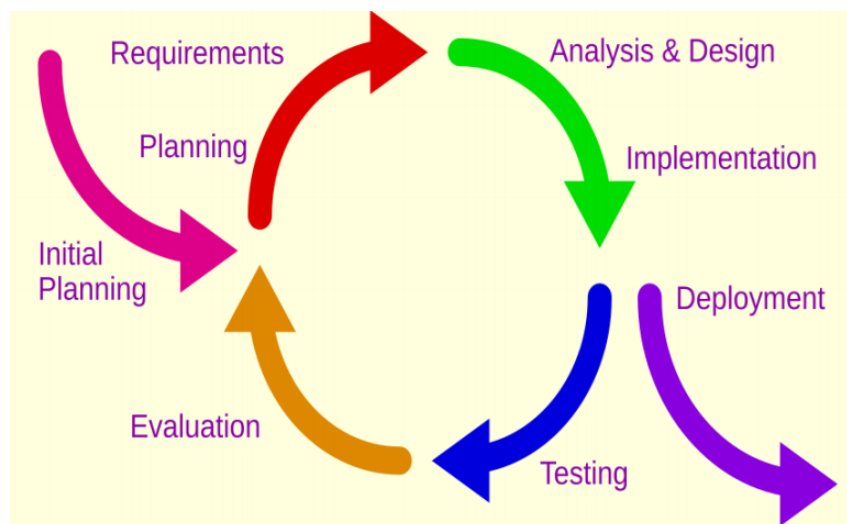 Requirements
Analysis & Design
Planning
Implementation
Initial
Planning
Deployment
Evaluation
Testing